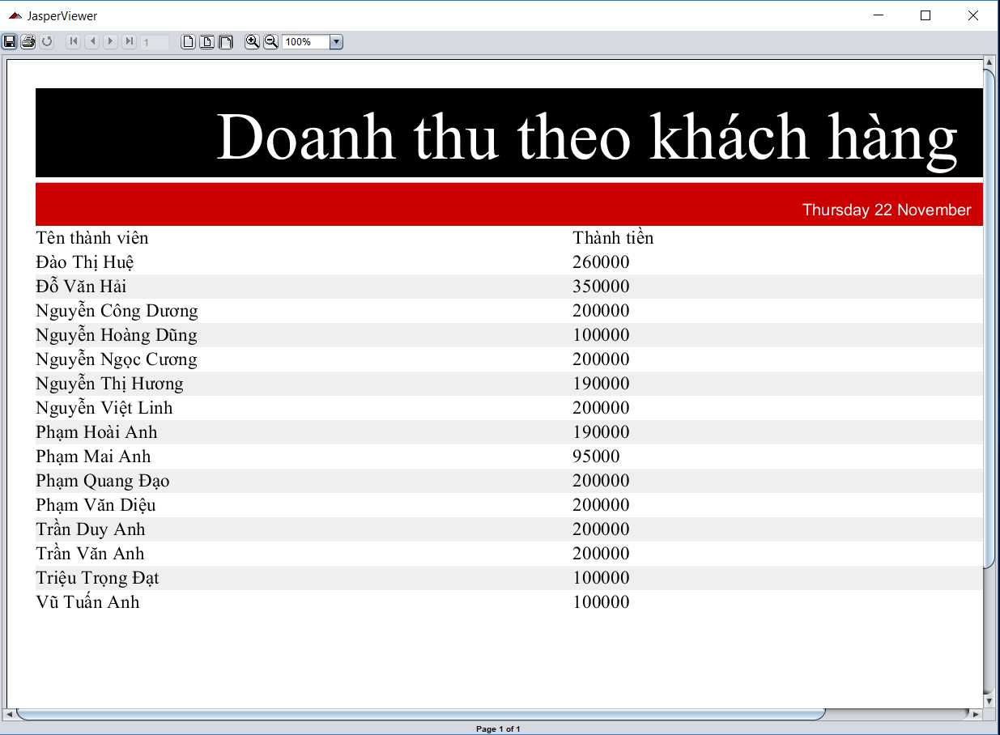 JasperViewer
1
100%
Doanh thu theo khách hàng
Thursday 22 November
Tên thành viên Thành tiền
Đào Thị Huệ 260000
Đỗ Văn Hải 350000
Nguyễn Công Dương 200000
Nguyễn Hoàng Dũng 100000
Nguyễn Ngọc Cương 200000
Nguyễn Thị Hương 190000
Nguyễn Việt Linh 200000
Phạm Hoài Anh 190000
Phạm Mai Anh 95000
Phạm Quang Đạo 200000
Phạm Văn Diệu 200000
Trần Duy Anh 200000
Trần Văn Anh 200000
Triệu Trọng Đạt 100000
Vũ Tuấn Anh 100000
Page 1 of 1